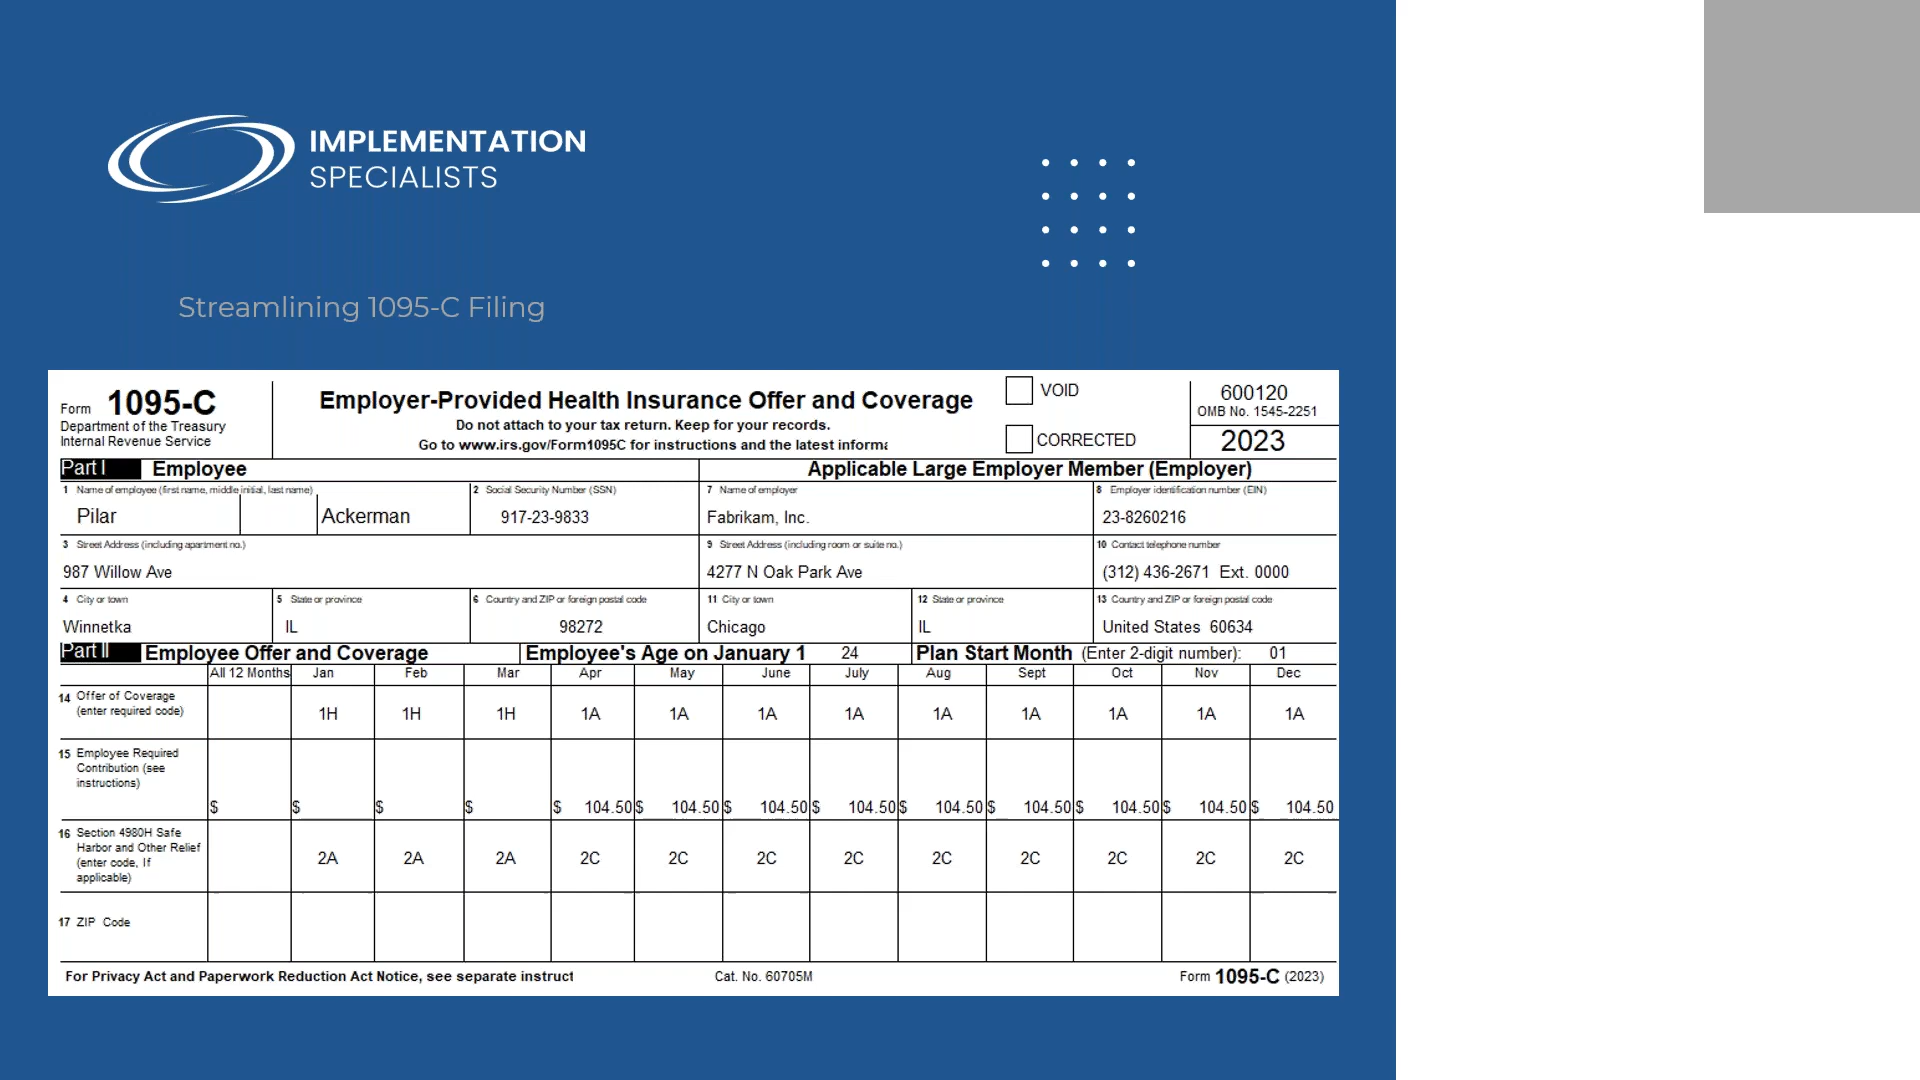 IMPLEMENTATION
SPECIALISTS
Streamlining 1095-C Filing
Form 1095-C
Department of the Treasury
Internal Revenue Service
Employer-Provided Health Insurance Offer and Coverage
Do not attach to your tax return. Keep for your records.
Go to www.irs.gov/Form1095C for instructions and the latest informa
VOID
CORRECTED
600120
OMB No. 1545-2251
2023
Part I Employee
Applicable Large Employer Member (Employer)
1 Name of employee (first name, middle initial, last name)
Pilar Ackerman
2 Social Security Number (SSN)
917-23-9833
7 Name of employer
Fabrikam, Inc.
8 Employer identification number (EIN)
23-8260216
3 Street Address (including apartment no.)
987 Willow Ave
9 Street Address (including room or suite no.)
4277 N Oak Park Ave
10 Contact telephone number
(312) 436-2671 Ext. 0000
4 City or town
Winnetka
5 State or province
IL
6 Country and ZIP or foreign postal code
98272
11 City or town
Chicago
12 State or province
IL
13 Country and ZIP or foreign postal code
United States 60634
Part II Employee Offer and Coverage
Employee's Age on January 1 24
Plan Start Month (Enter 2-digit number): 01
All 12 Months Jan Feb Mar Apr May June July Aug Sept Oct Nov Dec
14 Offer of Coverage
(enter required code)
1H 1H 1H 1A 1A 1A 1A 1A 1A 1A 1A 1A
15 Employee Required
Contribution (see
instructions)
$ $ $ $ $ 104.50 $ 104.50 $ 104.50 $ 104.50 $ 104.50 $ 104.50 $ 104.50 $ 104.50 $ 104.50
16 Section 4980H Safe
Harbor and Other Relief
(enter code, If
applicable)
2A 2A 2A 2C 2C 2C 2C 2C 2C 2C 2C 2C
17 ZIP Code
For Privacy Act and Paperwork Reduction Act Notice, see separate instruct
Cat. No. 60705M
Form 1095-C (2023)